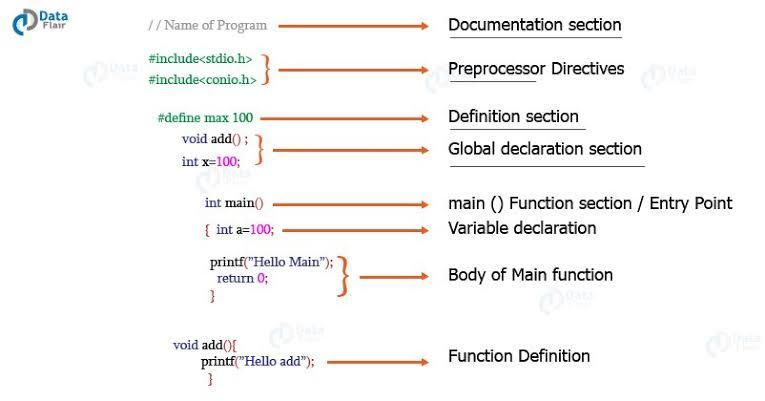 Data Flair
// Name of Program Documentation section
#include<stdio.h>
#include<conio.h> Preprocessor Directives
#define max 100 Definition section
void add() ;
int x=100; Global declaration section
int main() main () Function section / Entry Point
{ int a=100; Variable declaration
printf("Hello Main");
return 0; Body of Main function
}
void add(){
printf("Hello add"); Function Definition
}